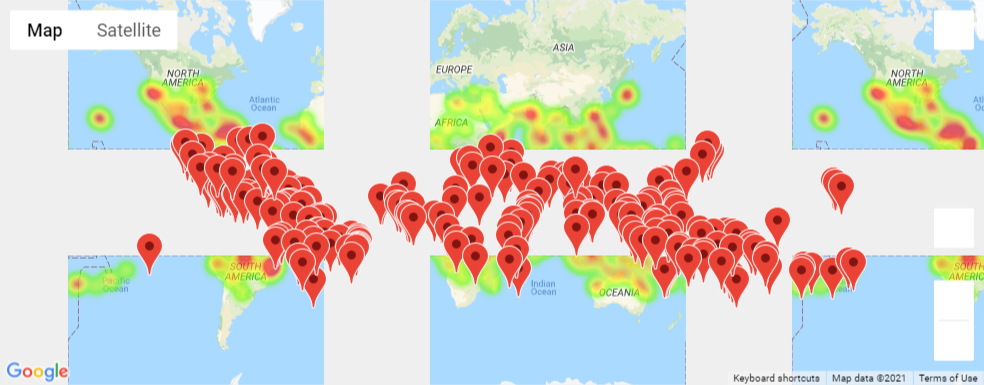 Map Satellite
NORTH
AMERICA
Atlantic
Ocean
EUROPE
ASIA
AFRICA
NORTH
AMERICA
Pacific
Ocean
SOUTH
AMERICA
Indian
Ocean
OCEANIA
SOUTH
AMERICA
Google
Keyboard shortcuts Map data ©2021 Terms of Use